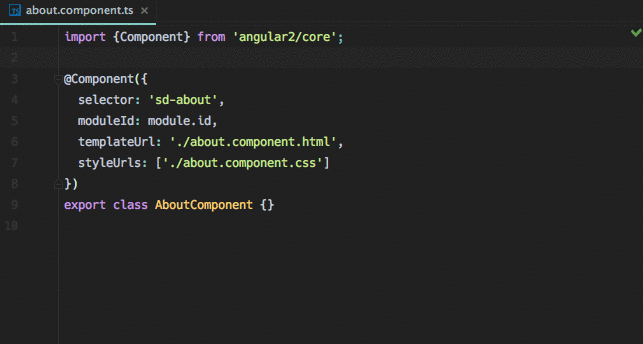 TS about.component.ts ×
1 import {Component} from 'angular2/core';
2
3 @Component({
4   selector: 'sd-about',
5   moduleId: module.id,
6   templateUrl: './about.component.html',
7   styleUrls: ['./about.component.css']
8 })
9 export class AboutComponent {}
10